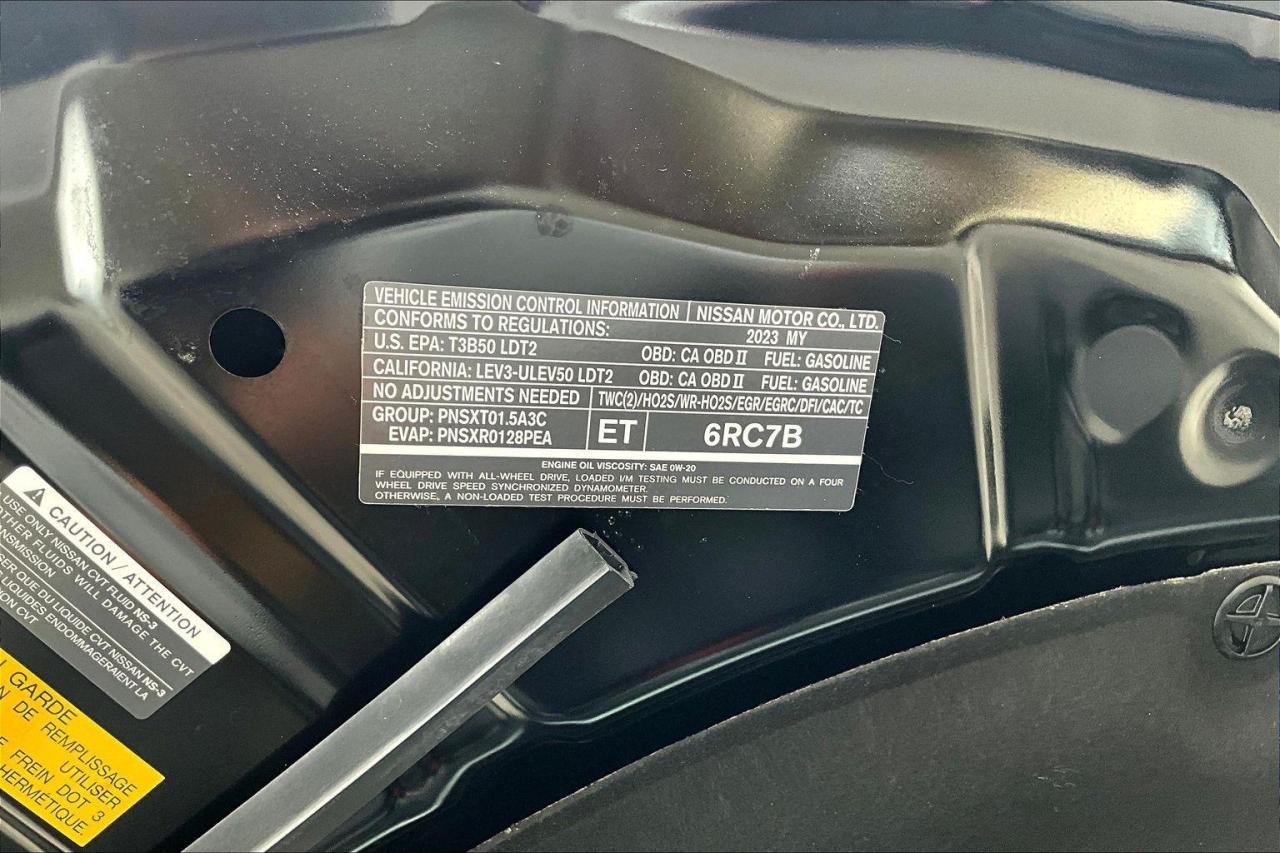 VEHICLE EMISSION CONTROL INFORMATION NISSAN MOTOR CO., LTD.
CONFORMS TO REGULATIONS: 2023 MY
U.S. EPA: T3B50 LDT2 OBD: CA OBD II FUEL: GASOLINE
CALIFORNIA: LEV3-ULEV50 LDT2 OBD: CA OBD II FUEL: GASOLINE
NO ADJUSTMENTS NEEDED TWC(2)/HO2S/WR-HO2S/EGR/EGRC/DFI/CAC/TC
GROUP: PNSXT01.5A3C
EVAP: PNSXR0128PEA
ET 6RC7B
ENGINE OIL VISCOSITY: SAE 0W-20
IF EQUIPPED WITH ALL-WHEEL DRIVE, LOADED I/M TESTING MUST BE CONDUCTED ON A FOUR
WHEEL DRIVE SPEED SYNCHRONIZED DYNAMOMETER.
OTHERWISE, A NON-LOADED TEST PROCEDURE MUST BE PERFORMED.
CAUTION / ATTENTION
USE ONLY NISSAN CVT FLUID NS-3
OTHER FLUIDS WILL DAMAGE THE CVT
QUE DU LIQUIDE CVT NISSAN NS-3
LIQUIDES ENDOMMAGERAIENT LA
CVT
GARDE
DE REMPLISSAGE
UTILISER
FREIN DOT 3
HERMÉTIQUE.